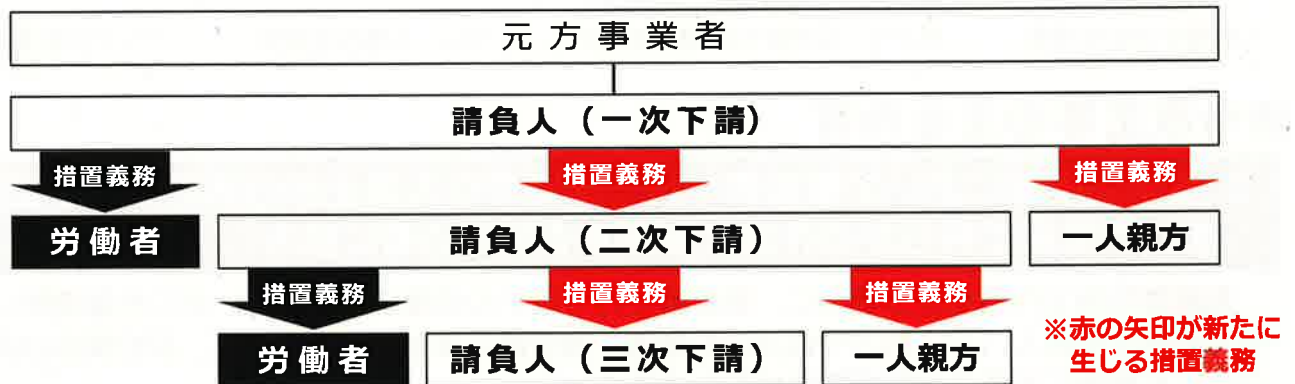 元方事業者
請負人（一次下請）
措置義務
措置義務
措置義務
労働者
請負人（二次下請）
一人親方
措置義務
措置義務
措置義務
労働者
請負人（三次下請）
一人親方
※赤の矢印が新たに
生じる措置義務